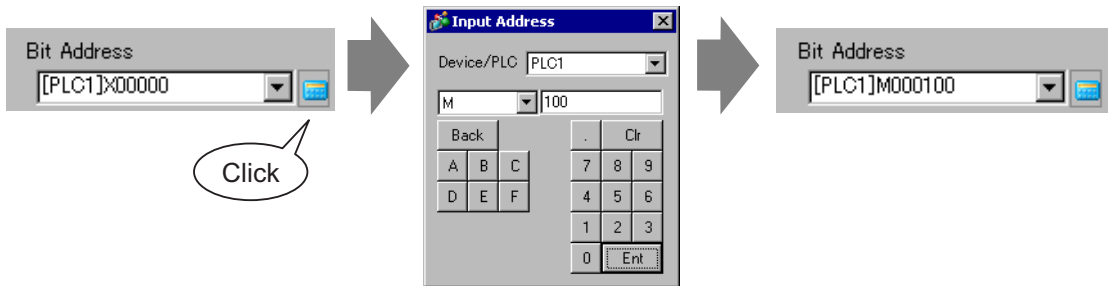 Bit Address
[PLC1]X00000
Click
Input Address
Device/PLC PLC1
M 100
Back . Clr
A B C 7 8 9
D E F 4 5 6
1 2 3
0 Ent
Bit Address
[PLC1]M000100